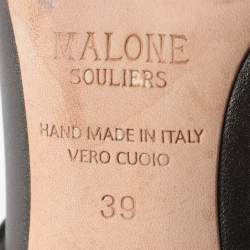 MALONE
SOULIERS
HAND MADE IN ITALY
VERO CUOIO
39